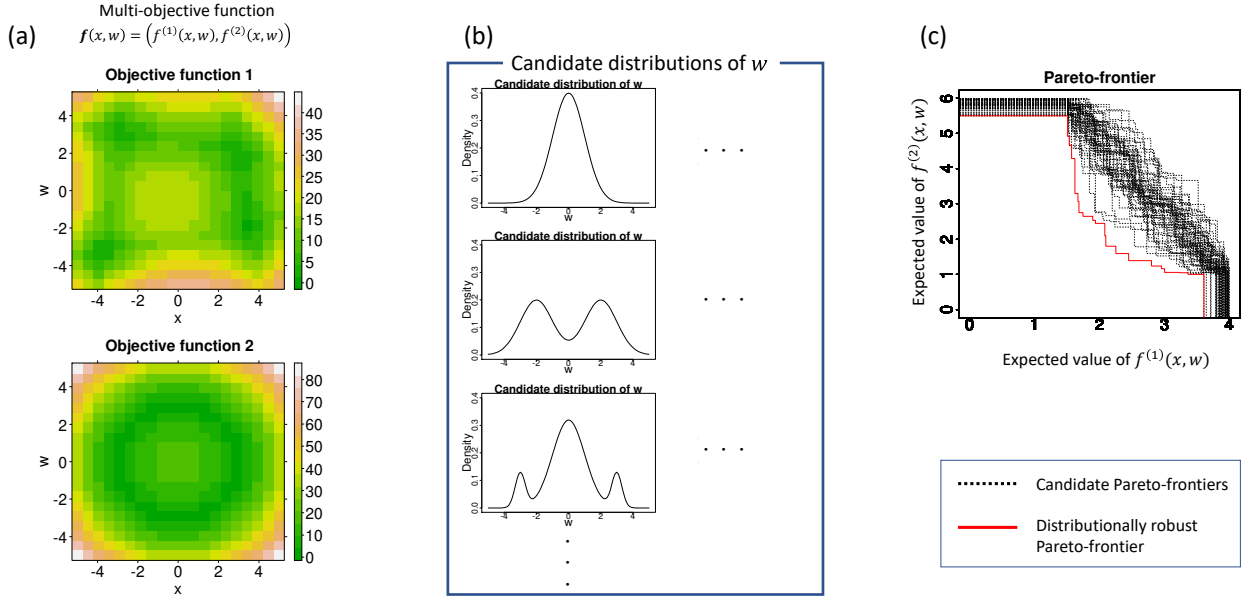 Multi-objective function
(a)
f(x, w) = (f⁽¹⁾(x, w), f⁽²⁾(x, w))
Objective function 1
4
2
0
-2
-4
w
-4 -2 0 2 4
x
40
35
30
25
20
15
10
5
0
Objective function 2
4
2
0
-2
-4
w
-4 -2 0 2 4
x
80
70
60
50
40
30
20
10
0
(b)
Candidate distributions of w
Candidate distribution of w
Density
0.0 0.1 0.2 0.3 0.4
-4 -2 0 2 4
w
. . .
Candidate distribution of w
Density
0.0 0.1 0.2 0.3 0.4
-4 -2 0 2 4
w
. . .
Candidate distribution of w
Density
0.0 0.1 0.2 0.3 0.4
-4 -2 0 2 4
w
. . .
.
.
.
(c)
Pareto-frontier
Expected value of f⁽²⁾(x, w)
6
5
4
3
2
1
0
0 1 2 3 4
Expected value of f⁽¹⁾(x, w)
Candidate Pareto-frontiers
Distributionally robust
Pareto-frontier